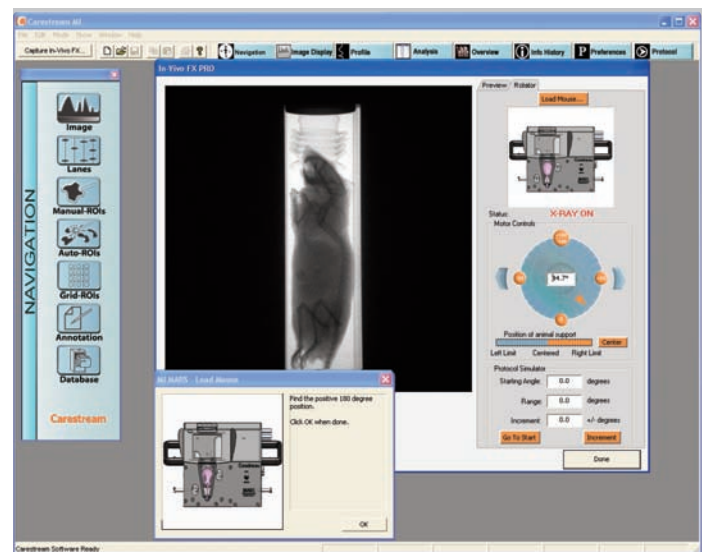 Carestream MI
File Edit Mode Show Window Help
Capture In-Vivo FX...
Navigation
Image Display
Profile
Analysis
Overview
Info History
Preferences
Protocol
NAVIGATION
Image
Lanes
Manual-ROIs
Auto-ROIs
Grid-ROIs
Annotation
Database
Carestream
In-Vivo FX PRO
Preview Rotator
Load Mouse...
Status: X-RAY ON
Motor Controls
94.7°
Position of animal support
Center
Left Limit Centered Right Limit
Protocol Simulator
Starting Angle: 0.0 degrees
Range: 0.0 degrees
Increment: 0.0 +/- degrees
Go To Start Increment
Done
MI MARS - Load Mouse
Find the positive 180 degree
position.
Click OK when done.
OK
Carestream Software Ready